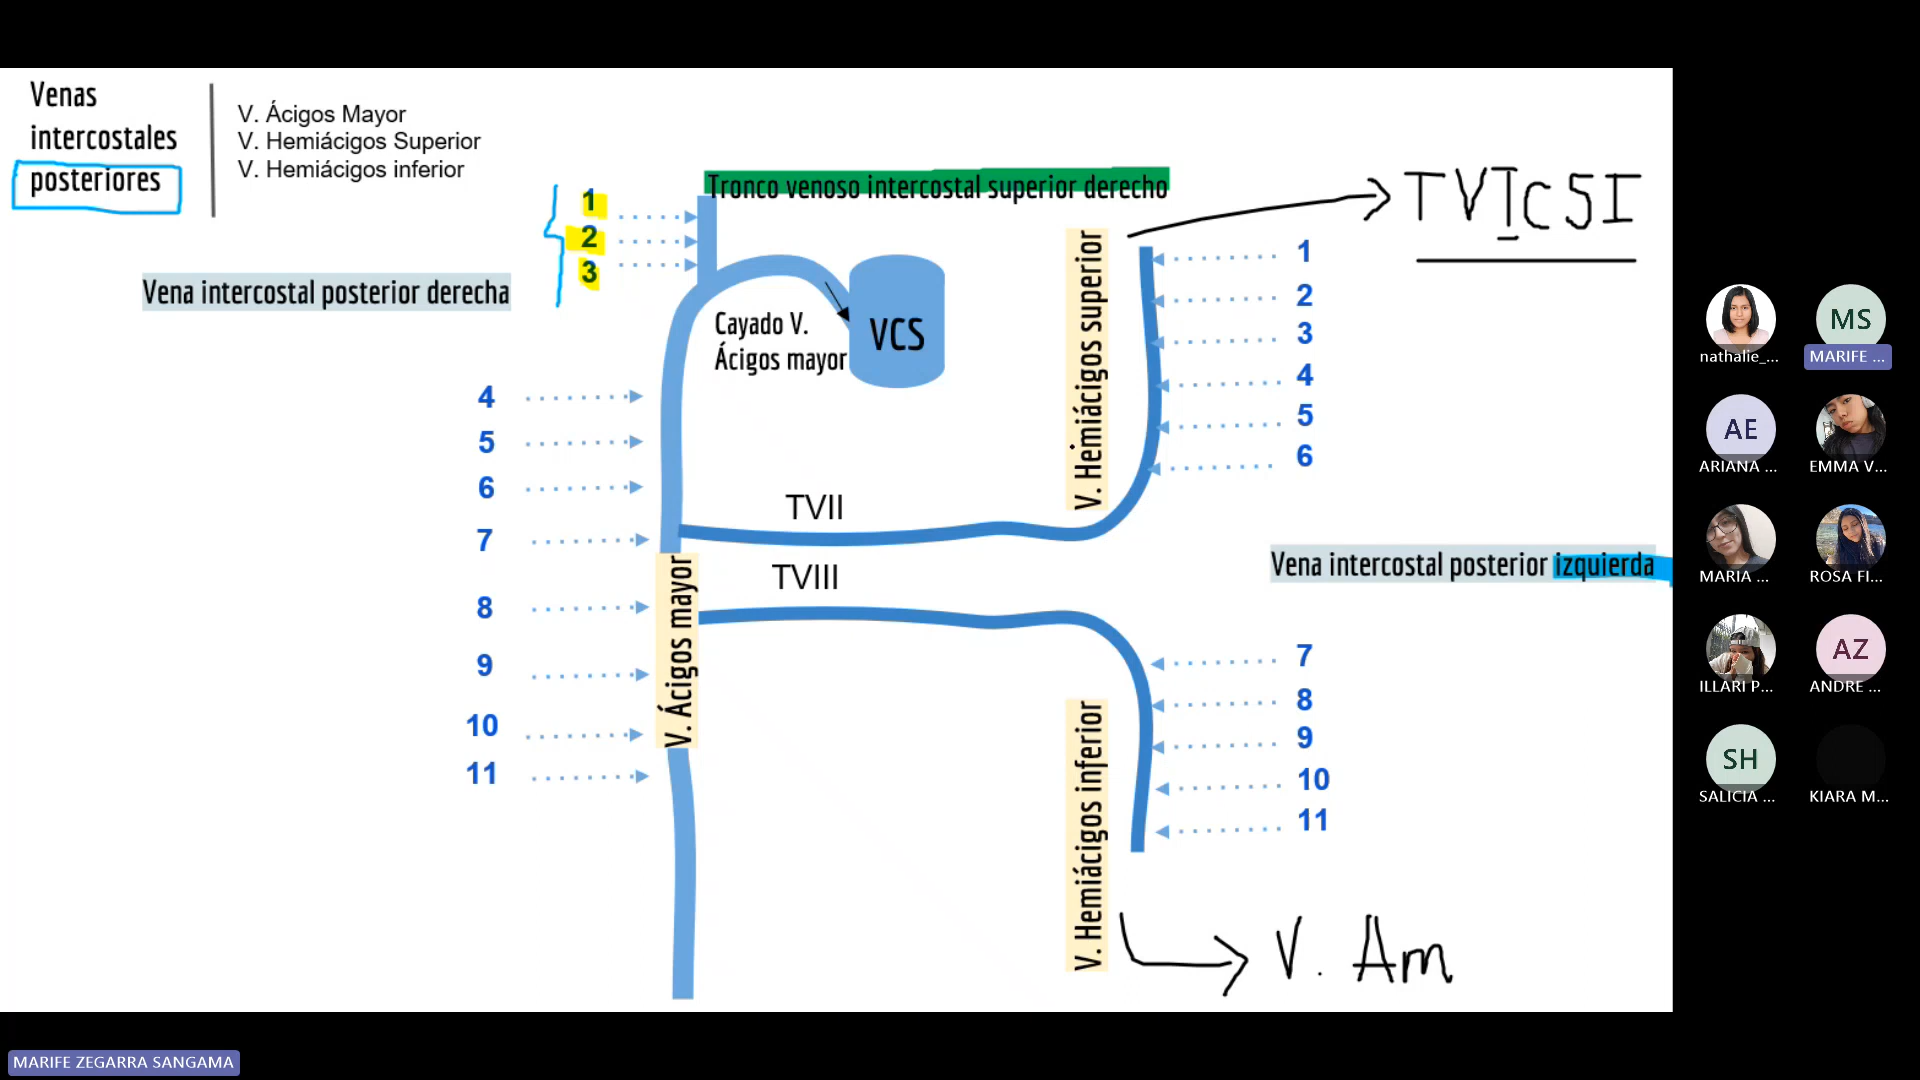 Venas
intercostales
posteriores
V. Ácigos Mayor
V. Hemiácigos Superior
V. Hemiácigos inferior
Tronco venoso intercostal superior derecho
1
2
3
Vena intercostal posterior derecha
Cayado V.
Ácigos mayor
VCS
4
5
6
7
8
9
10
11
V. Ácigos mayor
TVII
TVIII
V. Hemiácigos superior
TVIcSI
1
2
3
4
5
6
Vena intercostal posterior izquierda
7
8
9
10
11
V. Hemiácigos inferior
V. Am
nathalie_...
MS
MARIFE ...
AE
ARIANA ...
EMMA V...
MARIA ...
ROSA FI...
ILLARI P...
AZ
ANDRE ...
SH
SALICIA ...
KIARA M...
MARIFE ZEGARRA SANGAMA